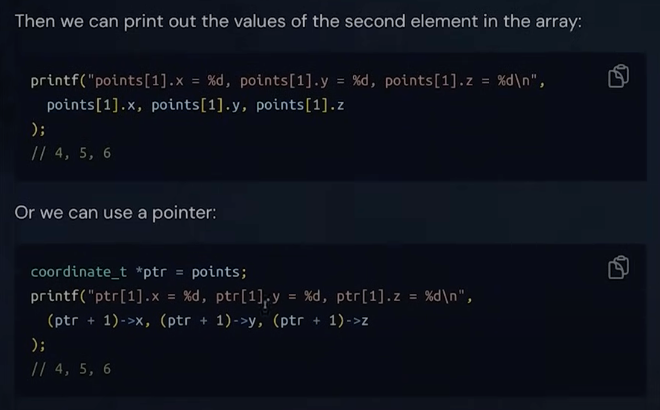 Then we can print out the values of the second element in the array:
printf("points[1].x = %d, points[1].y = %d, points[1].z = %d\n",
  points[1].x, points[1].y, points[1].z
);
// 4, 5, 6
Or we can use a pointer:
coordinate_t *ptr = points;
printf("ptr[1].x = %d, ptr[1].y = %d, ptr[1].z = %d\n",
  (ptr + 1)->x, (ptr + 1)->y, (ptr + 1)->z
);
// 4, 5, 6